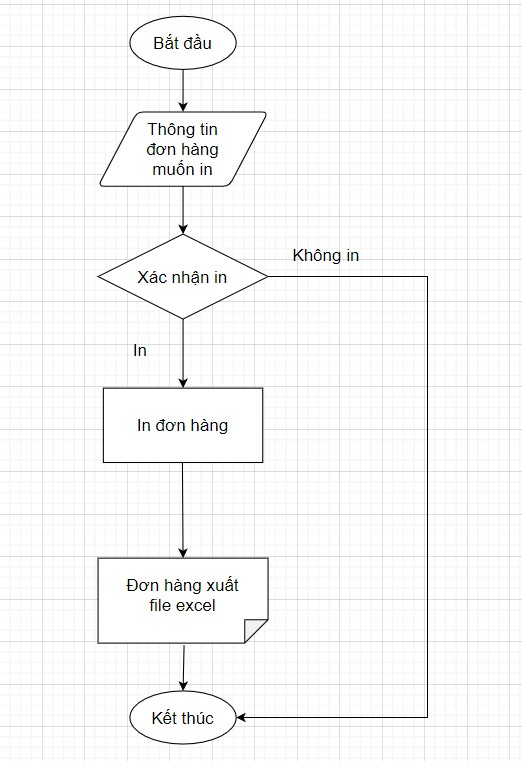 Bắt đầu
Thông tin
đơn hàng
muốn in
Không in
Xác nhận in
In
In đơn hàng
Đơn hàng xuất
file excel
Kết thúc